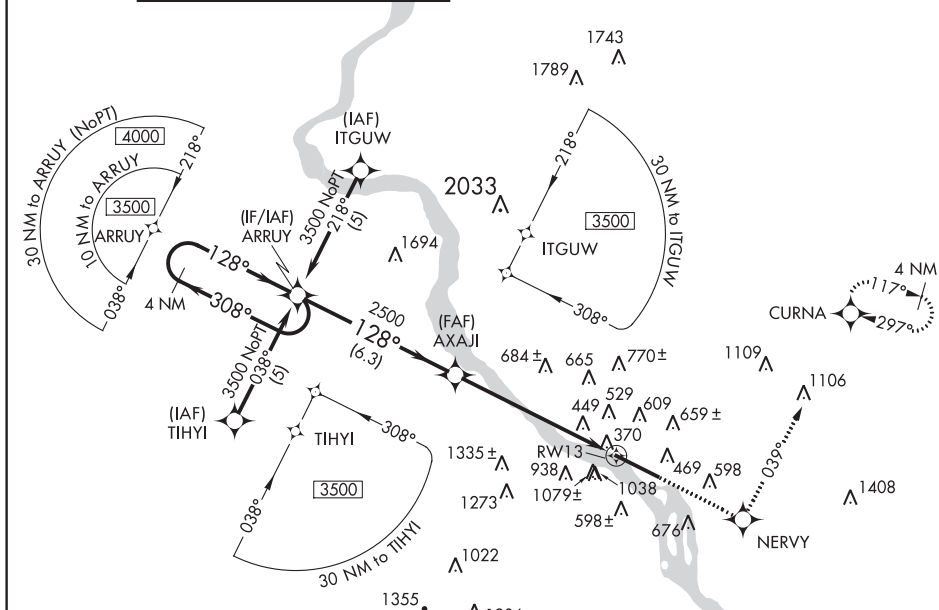 1743
1789
30 NM to ARRUY (NoPT)
4000
218°
10 NM to ARRUY
3500
ARRUY
038°
(IAF)
ITGUW
3500 NoPT
218°
(5)
(IF/IAF)
ARRUY
128°
308°
4 NM
1694
2033
218°
30 NM to ITGUW
3500
ITGUW
308°
4 NM
117°
CURNA
297°
2500
128°
(6.3)
(FAF)
AXAJI
3500 NoPT
038°
(5)
(IAF)
TIHYI
684 ±
665
770 ±
1109
1106
449
529
609
659 ±
370
RW13
308°
TIHYI
3500
038°
30 NM to TIHYI
1335 ±
938
1273
1079±
1038
469
598
039°
1408
598±
676
NERVY
1022
1355